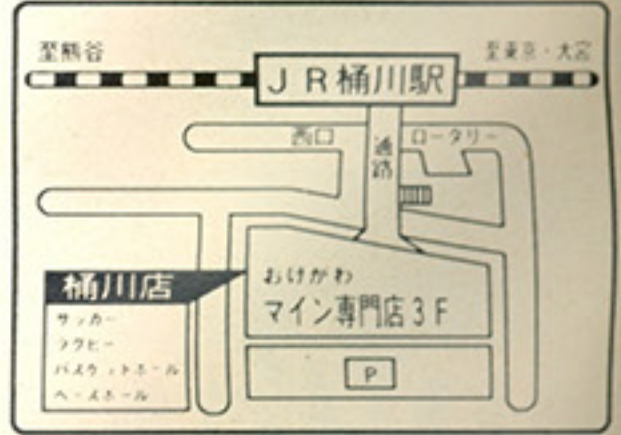 至熊谷
至東京・大宮
JR桶川駅
西口
ロータリー
通路
桶川店
サッカー
ラグビー
バスケットボール
ベースボール
おけがわ
マイン専門店3F
P